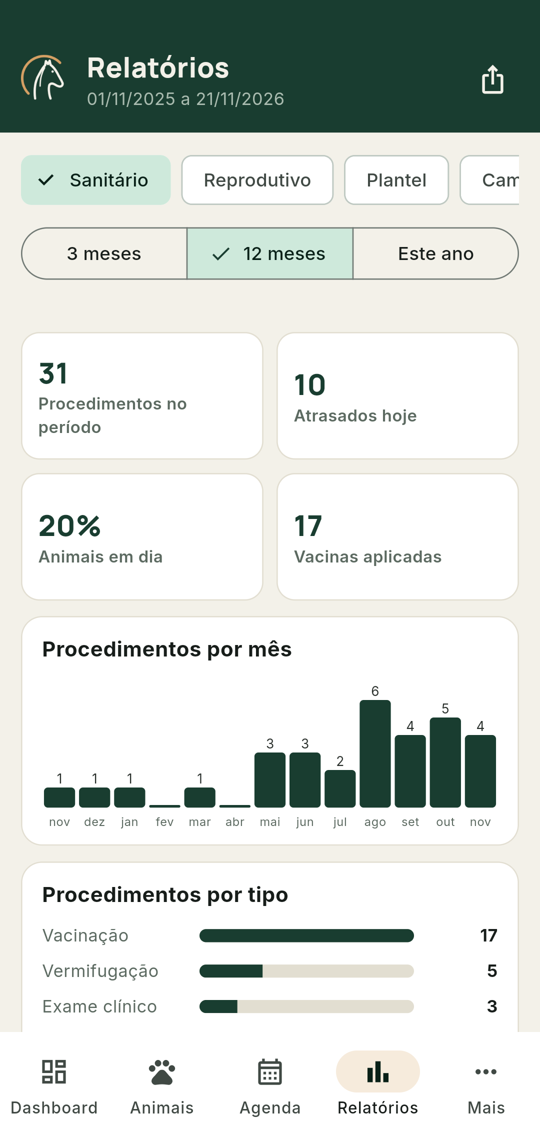 Relatórios
01/11/2025 a 21/11/2026
Sanitário Reprodutivo Plantel Cam
3 meses 12 meses Este ano
31
Procedimentos no
período
10
Atrasados hoje
20%
Animais em dia
17
Vacinas aplicadas
Procedimentos por mês
1 1 1 1 3 3 2 6 4 5 4
nov dez jan fev mar abr mai jun jul ago set out nov
Procedimentos por tipo
Vacinação 17
Vermifugação 5
Exame clínico 3
Dashboard Animais Agenda Relatórios Mais